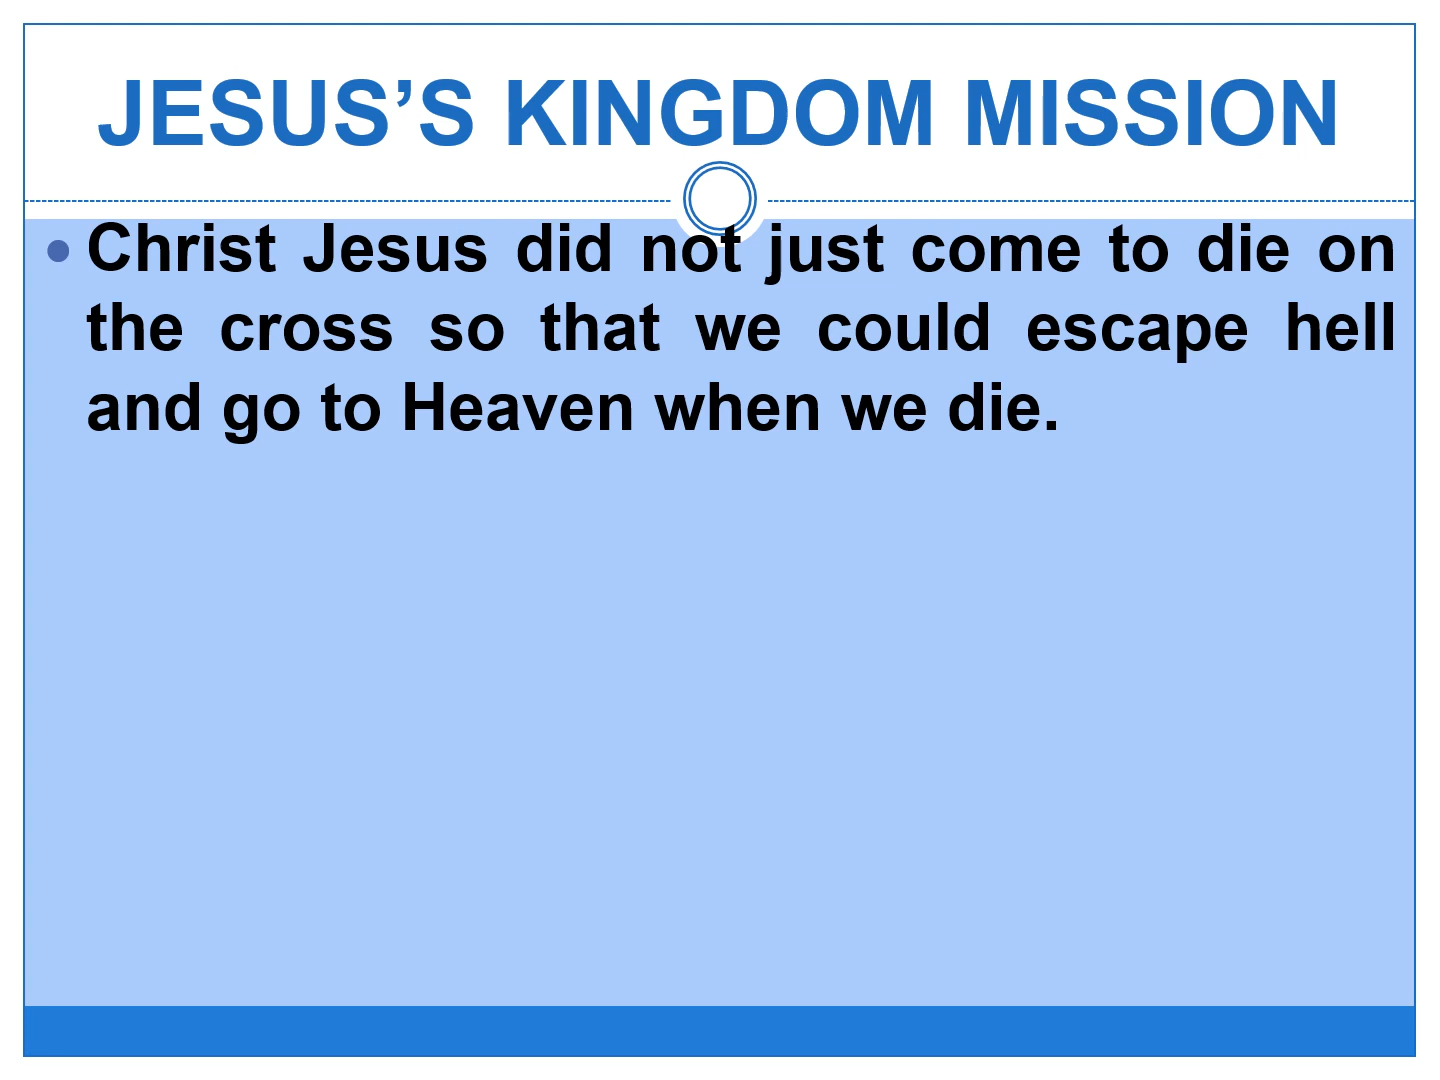 JESUS’S KINGDOM MISSION
• Christ Jesus did not just come to die on
the cross so that we could escape hell
and go to Heaven when we die.